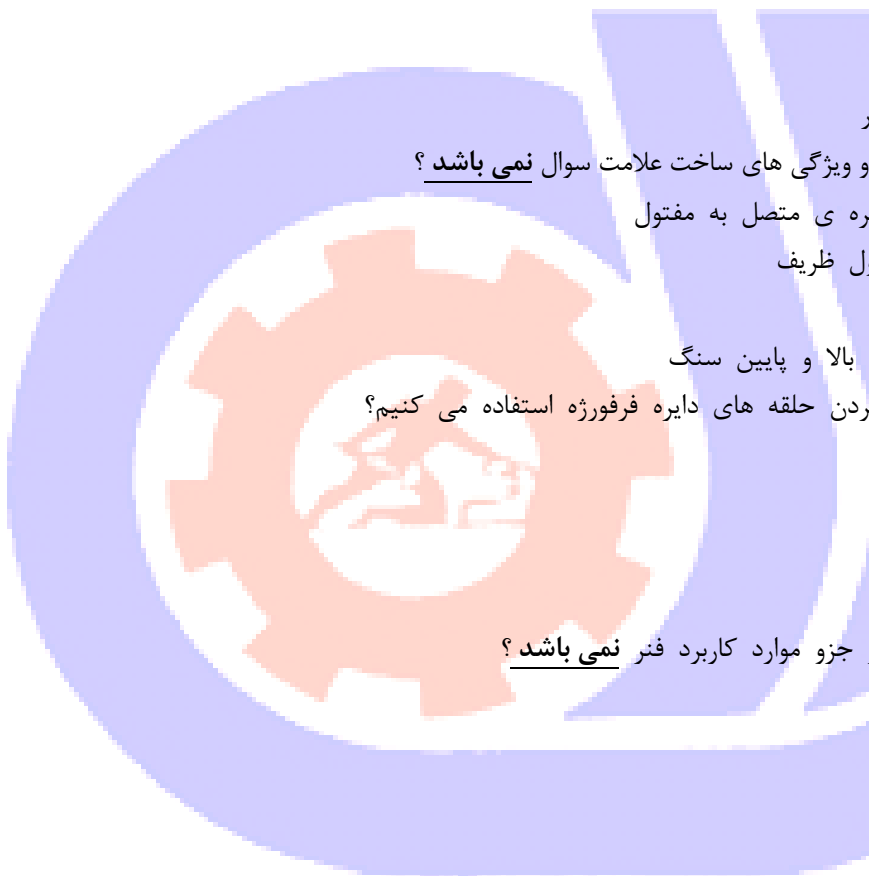 و ویژگی های ساخت علامت سوال نمی باشد ؟
ره ی متصل به مفتول
ول ظریف
بالا و پایین سنگ
ردن حلقه های دایره فرفورژه استفاده می کنیم؟
جزو موارد کاربرد فنر نمی باشد ؟